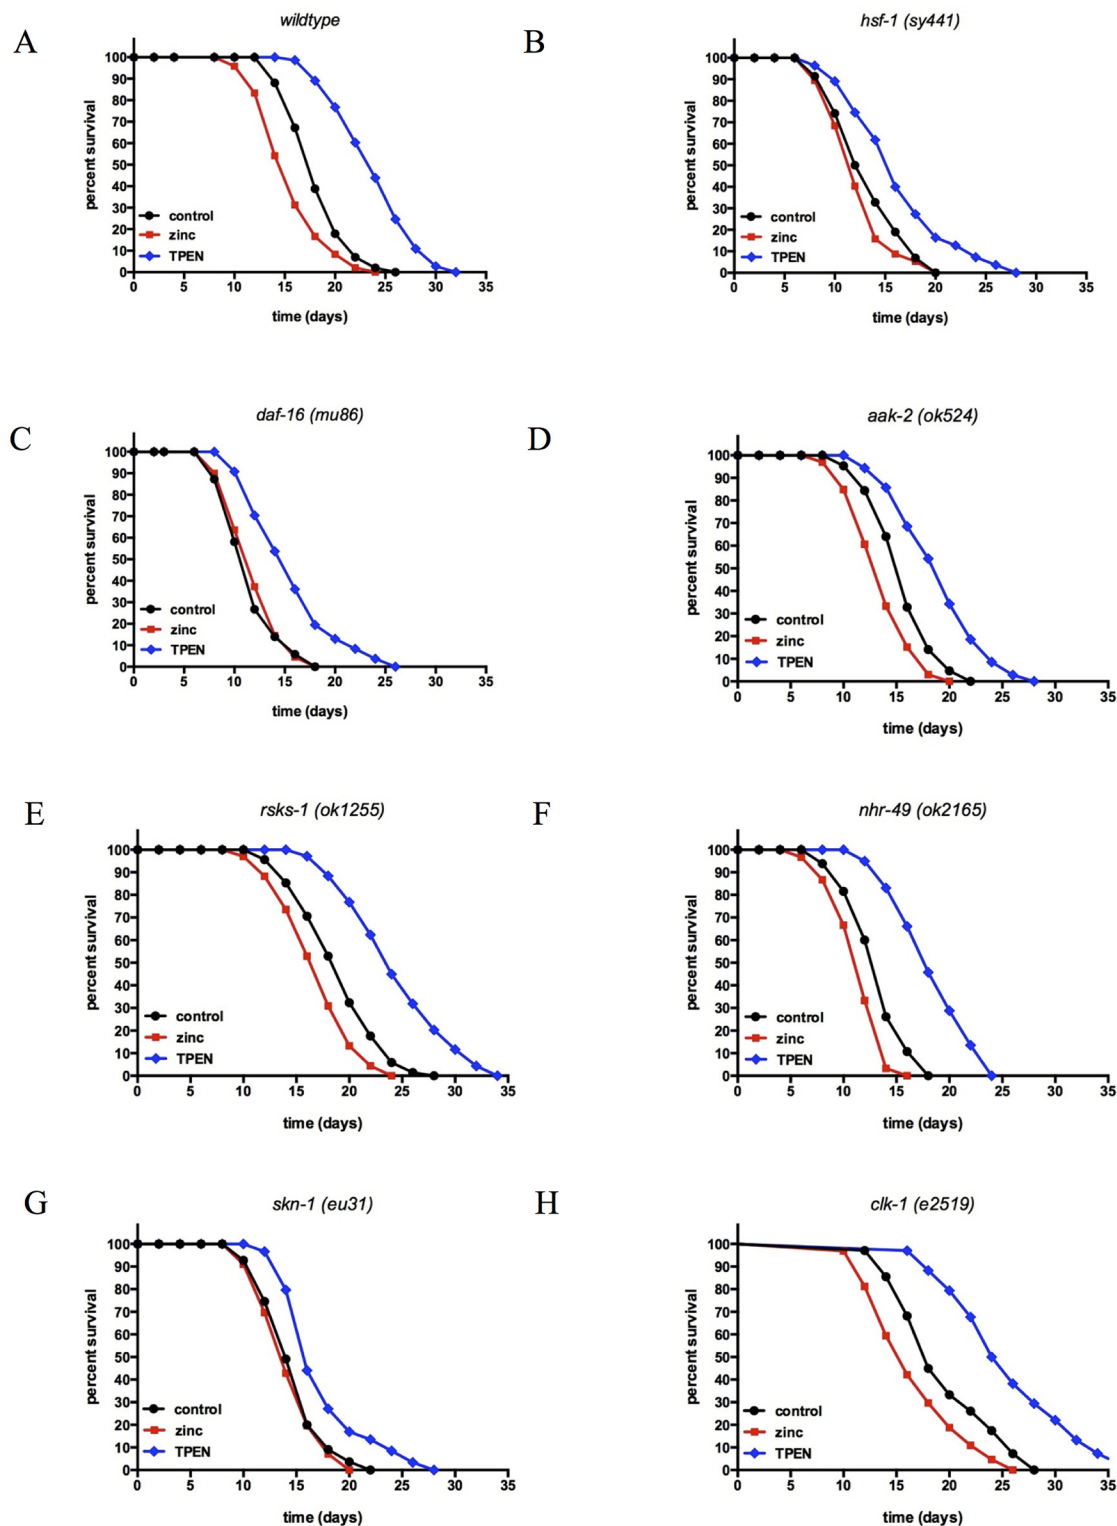 A
wildtype
percent survival
100
90
80
70
60
50
40
30
20
10
0
control
zinc
TPEN
0 5 10 15 20 25 30 35
time (days)
B
hsf-1 (sy441)
percent survival
100
90
80
70
60
50
40
30
20
10
0
control
zinc
TPEN
0 5 10 15 20 25 30 35
time (days)
C
daf-16 (mu86)
percent survival
100
90
80
70
60
50
40
30
20
10
0
control
zinc
TPEN
0 5 10 15 20 25 30 35
time (days)
D
aak-2 (ok524)
percent survival
100
90
80
70
60
50
40
30
20
10
0
control
zinc
TPEN
0 5 10 15 20 25 30 35
time (days)
E
rsks-1 (ok1255)
percent survival
100
90
80
70
60
50
40
30
20
10
0
control
zinc
TPEN
0 5 10 15 20 25 30 35
time (days)
F
nhr-49 (ok2165)
percent survival
100
90
80
70
60
50
40
30
20
10
0
control
zinc
TPEN
0 5 10 15 20 25 30 35
time (days)
G
skn-1 (eu31)
percent survival
100
90
80
70
60
50
40
30
20
10
0
control
zinc
TPEN
0 5 10 15 20 25 30 35
time (days)
H
clk-1 (e2519)
percent survival
100
90
80
70
60
50
40
30
20
10
0
control
zinc
TPEN
0 5 10 15 20 25 30 35
time (days)